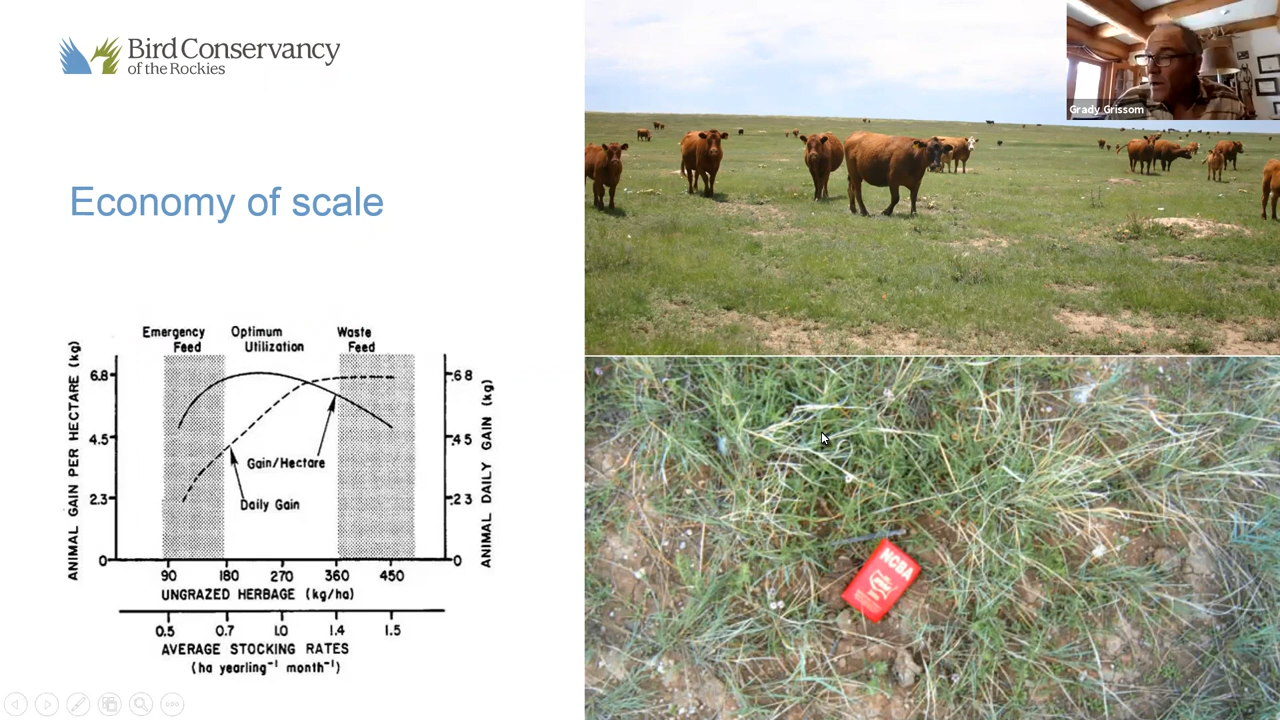 Bird Conservancy
of the Rockies
Grady Grissom
Economy of scale
Emergency Feed
Optimum Utilization
Waste Feed
ANIMAL GAIN PER HECTARE (kg)
6.8
4.5
2.3
0
Gain/Hectare
Daily Gain
.68
.45
.23
0
ANIMAL DAILY GAIN (kg)
90 180 270 360 450
UNGRAZED HERBAGE (kg/ha)
0.5 0.7 1.0 1.4 1.5
AVERAGE STOCKING RATES
(ha yearling⁻¹ month⁻¹)
NCBA